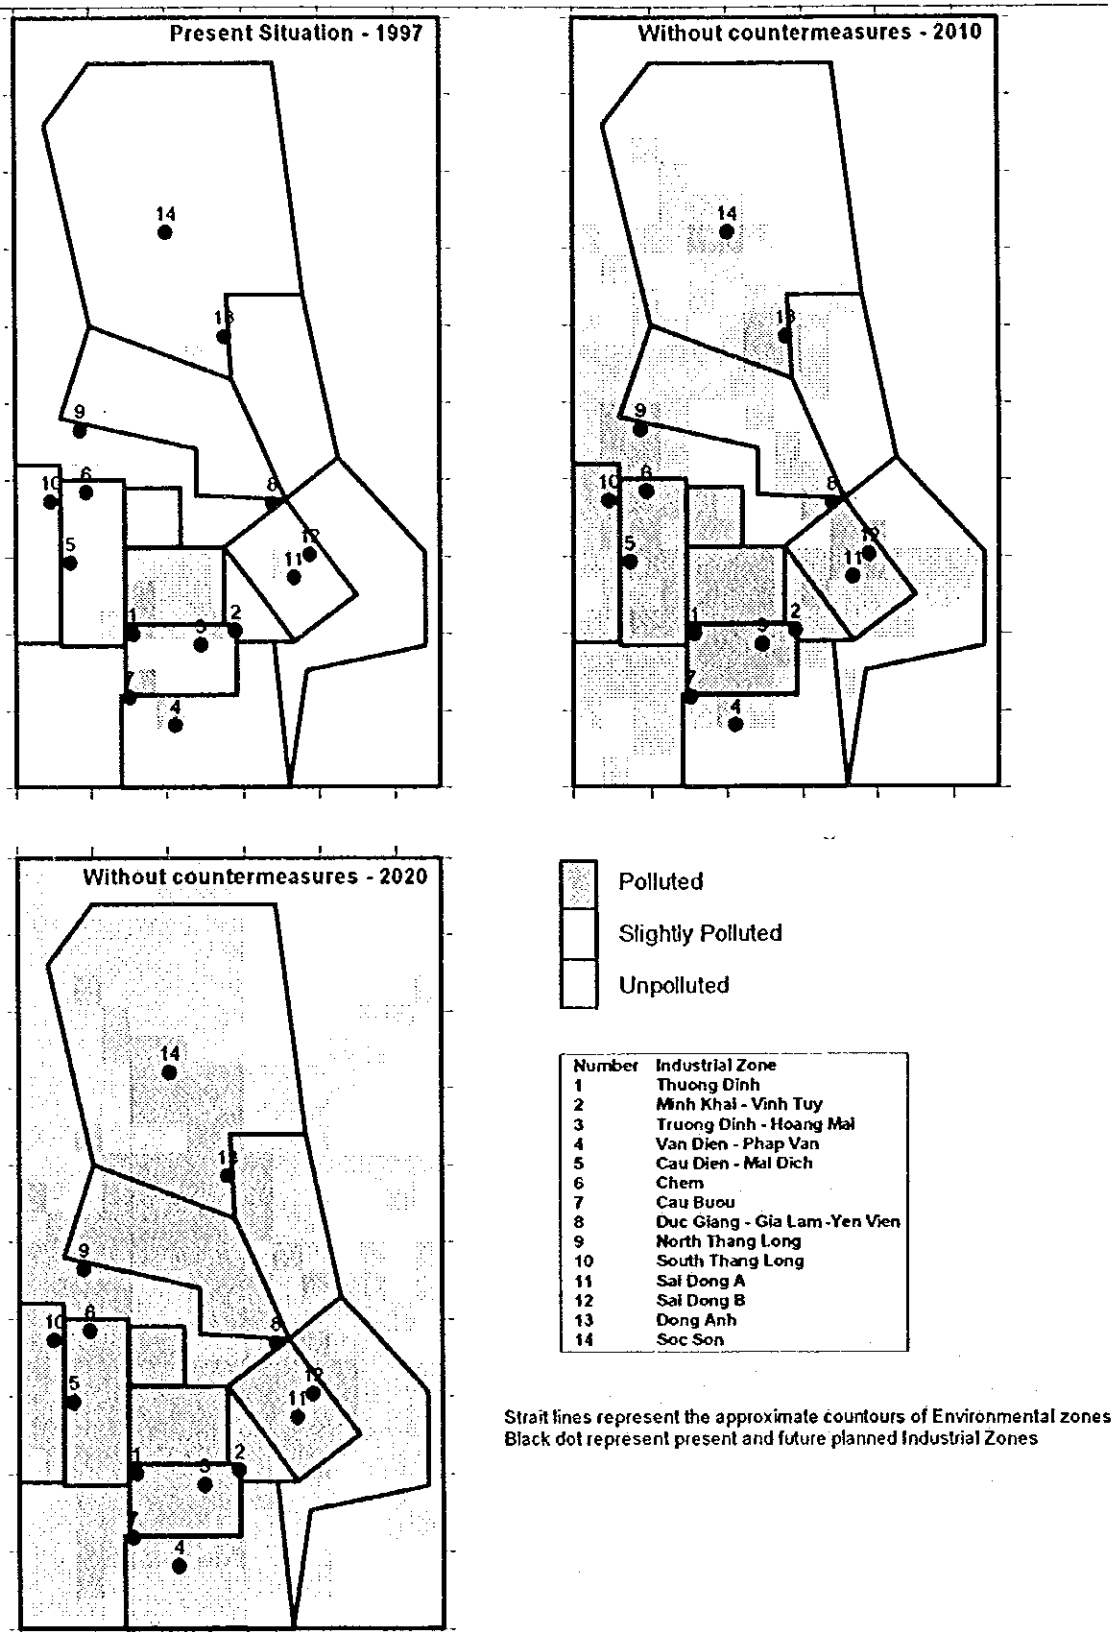 Present Situation - 1997
14
13
9
6
10
8
5
12
11
1
3
2
7
4
Without countermeasures - 2010
14
13
9
6
10
8
5
12
11
1
3
2
7
4
Without countermeasures - 2020
14
13
9
6
10
8
5
12
11
1
3
2
7
4
Polluted
Slightly Polluted
Unpolluted
Number Industrial Zone
1 Thuong Dinh
2 Minh Khai - Vinh Tuy
3 Truong Dinh - Hoang Mai
4 Van Dien - Phap Van
5 Cau Dien - Mai Dich
6 Chem
7 Cau Buou
8 Duc Giang - Gia Lam -Yen Vien
9 North Thang Long
10 South Thang Long
11 Sai Dong A
12 Sai Dong B
13 Dong Anh
14 Soc Son
Strait lines represent the approximate countours of Environmental zones
Black dot represent present and future planned Industrial Zones